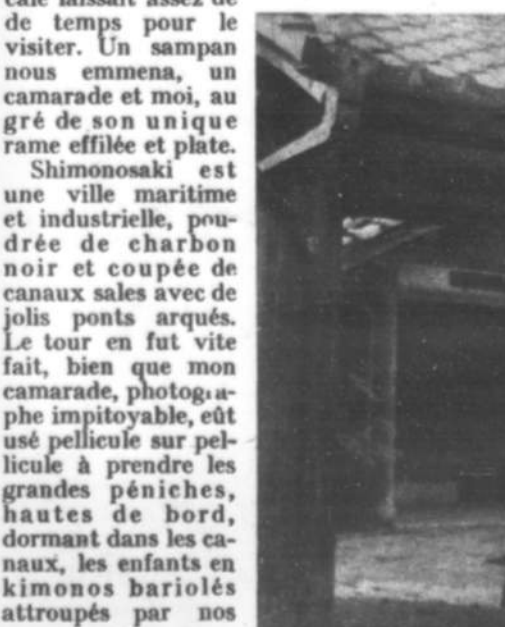 laissait assez de
de temps pour le
visiter. Un sampan
nous emmena, un
camarade et moi, au
gré de son unique
rame effilée et plate.
Shimonosaki est
une ville maritime
et industrielle, pou-
drée de charbon
noir et coupée de
canaux sales avec de
jolis ponts arqués.
Le tour en fut vite
fait, bien que mon
camarade, photogra-
phe impitoyable, eût
usé pellicule sur pel-
licule à prendre les
grandes péniches,
hautes de bord,
dormant dans les ca-
naux, les enfants en
kimonos bariolés
attroupés par nos